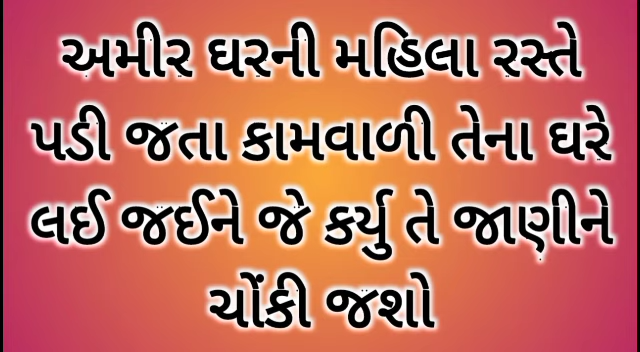 અમીર ઘરની મહિલા રસ્તે
પડી જતા કામવાળી તેના ઘરે
લઈ જઈને જે કર્યુ તે જાણીને
ચોંકી જશો